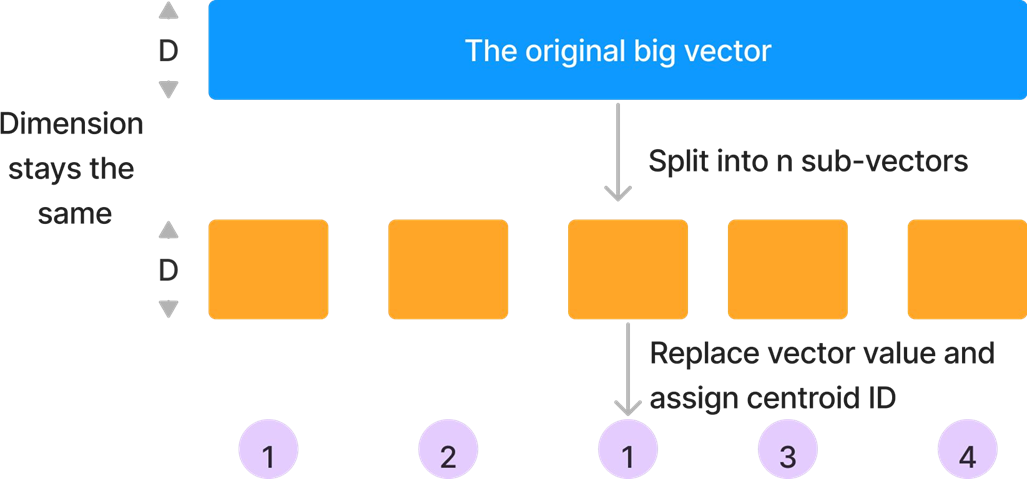 D
The original big vector
Dimension
stays the
same
Split into n sub-vectors
D
Replace vector value and
assign centroid ID
1 2 1 3 4